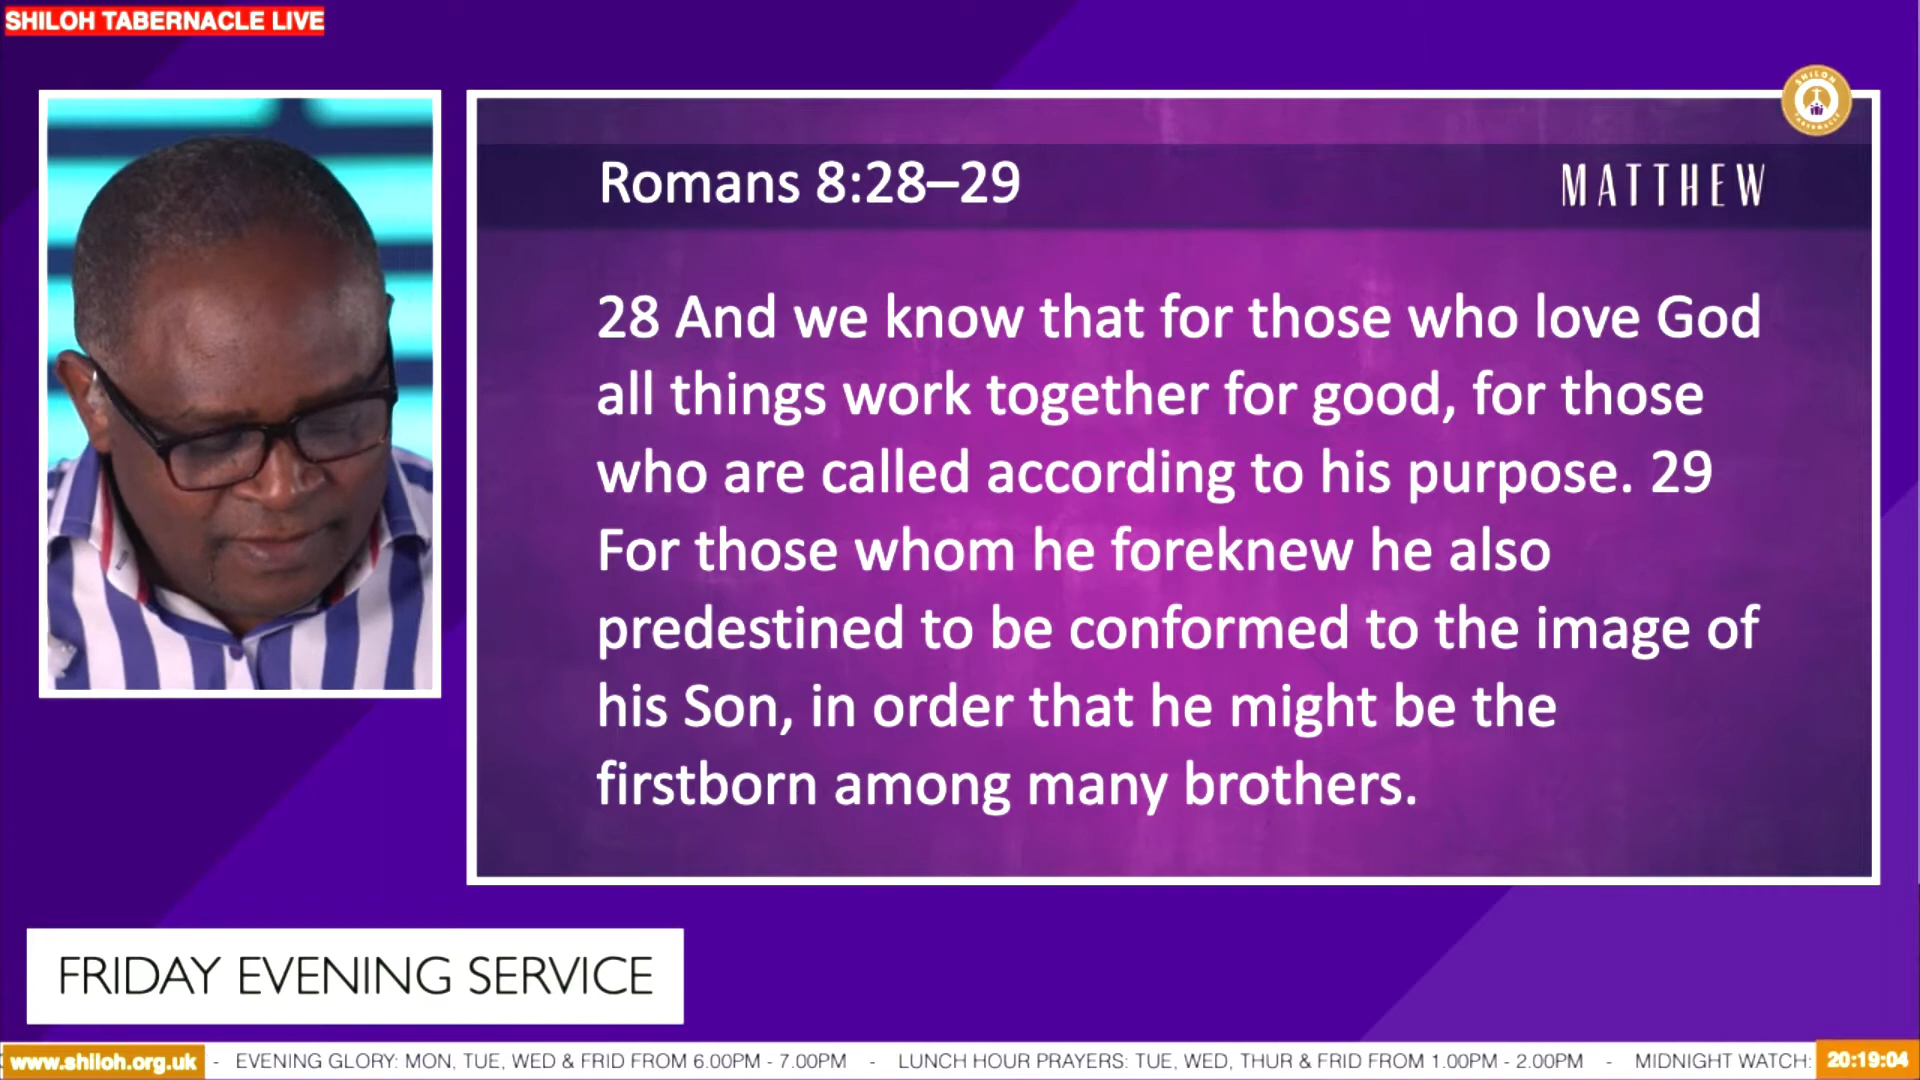 SHILOH TABERNACLE LIVE
SHILOH
TABERNACLE
Romans 8:28–29
MATTHEW
28 And we know that for those who love God
all things work together for good, for those
who are called according to his purpose. 29
For those whom he foreknew he also
predestined to be conformed to the image of
his Son, in order that he might be the
firstborn among many brothers.
FRIDAY EVENING SERVICE
www.shiloh.org.uk - EVENING GLORY: MON, TUE, WED & FRID FROM 6.00PM - 7.00PM - LUNCH HOUR PRAYERS: TUE, WED, THUR & FRID FROM 1.00PM - 2.00PM - MIDNIGHT WATCH: 20:19:04